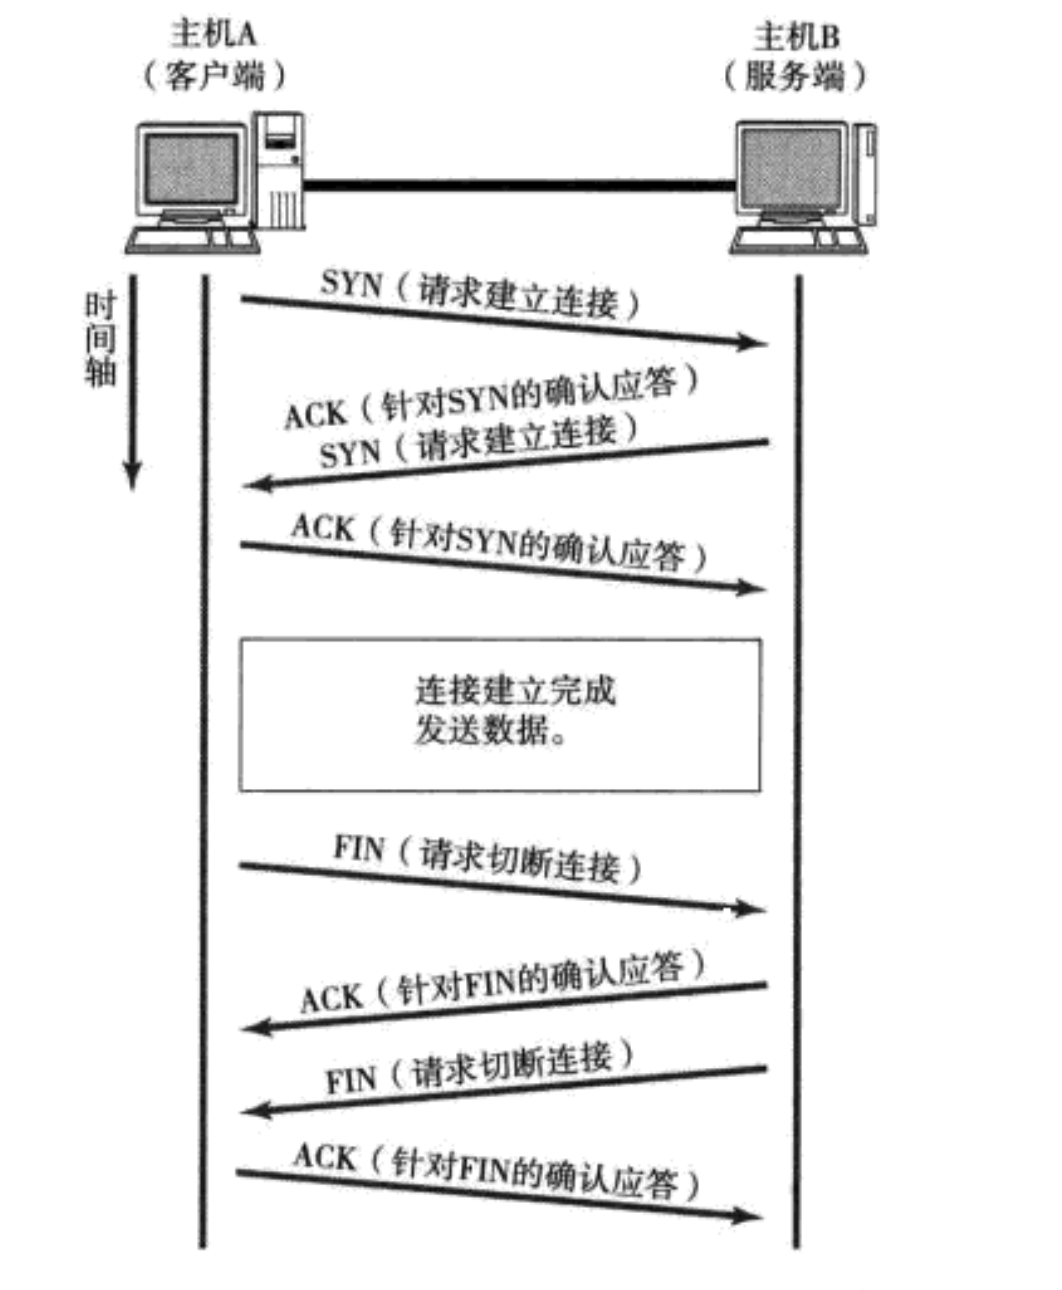 主机A
（客户端）
主机B
（服务端）
时间轴
SYN（请求建立连接）
ACK（针对SYN的确认应答）
SYN（请求建立连接）
ACK（针对SYN的确认应答）
连接建立完成
发送数据。
FIN（请求切断连接）
ACK（针对FIN的确认应答）
FIN（请求切断连接）
ACK（针对FIN的确认应答）